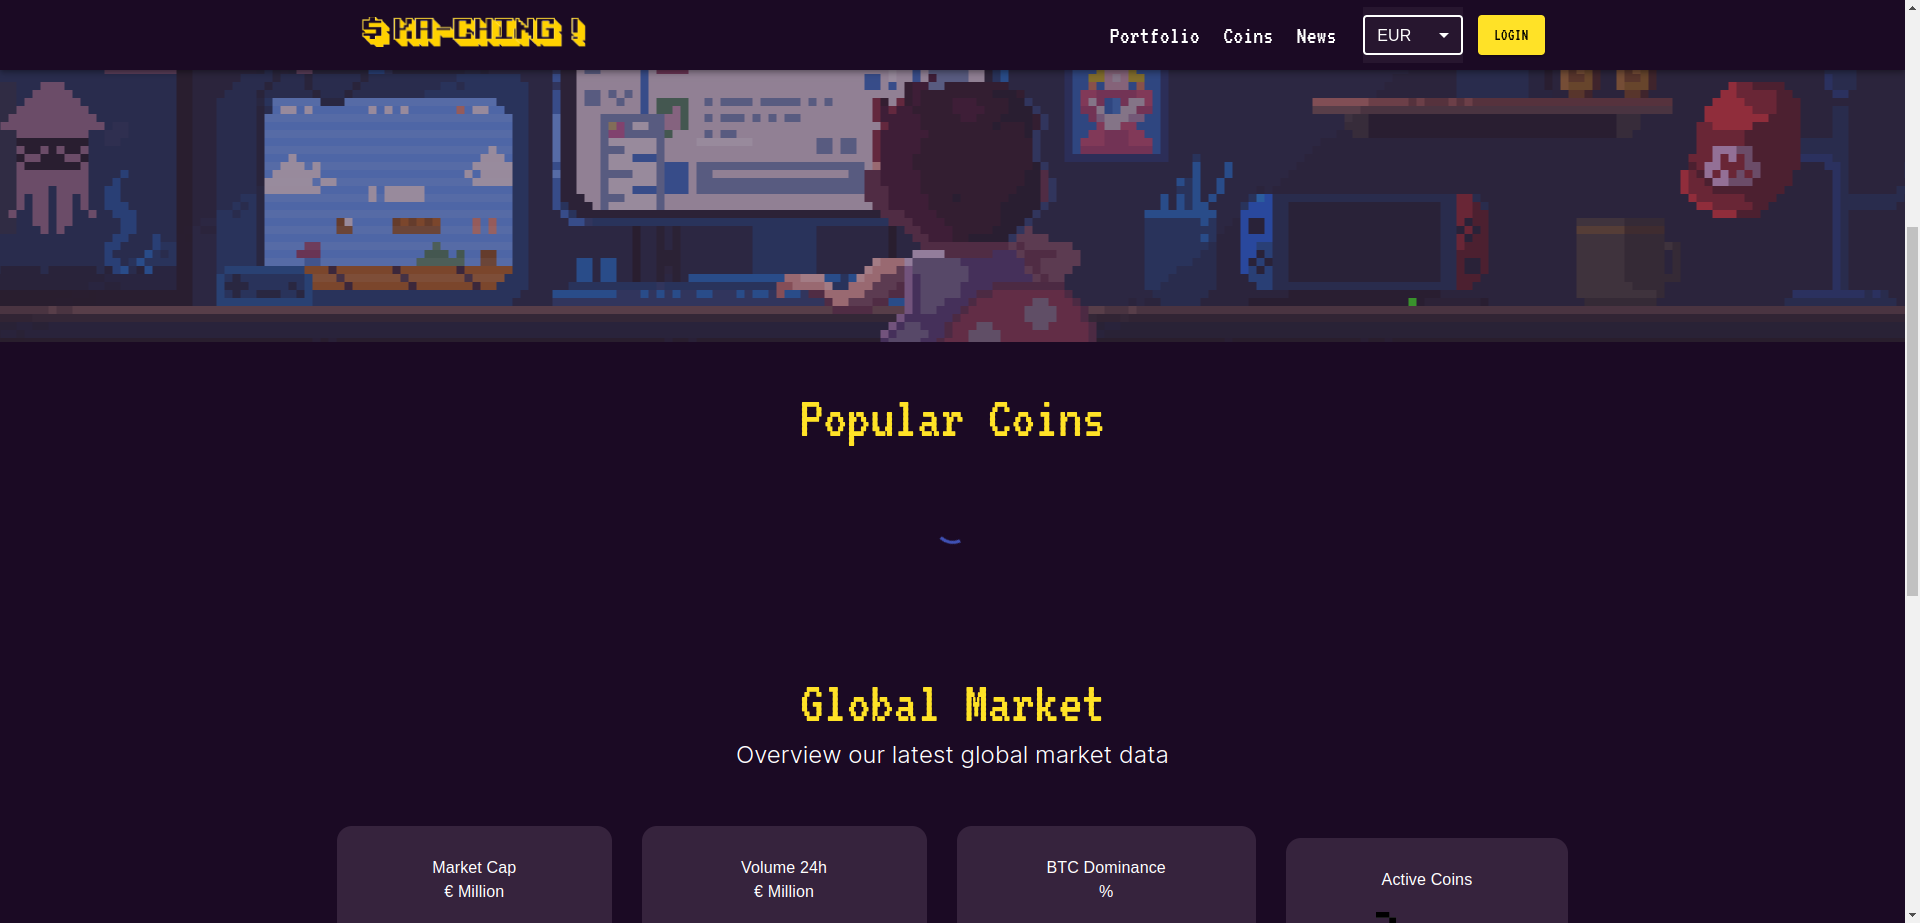 $ KA-CHING !
Portfolio
Coins
News
EUR
LOGIN
Popular Coins
Global Market
Overview our latest global market data
Market Cap
€ Million
Volume 24h
€ Million
BTC Dominance
%
Active Coins